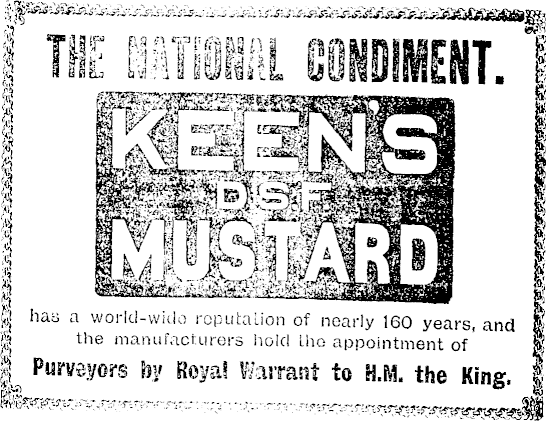 THE NATIONAL CONDIMENT.
KEEN'S
D.S.F
MUSTARD
has a world-wide reputation of nearly 160 years, and
the manufacturers hold the appointment of
Purveyors by Royal Warrant to H.M. the King.